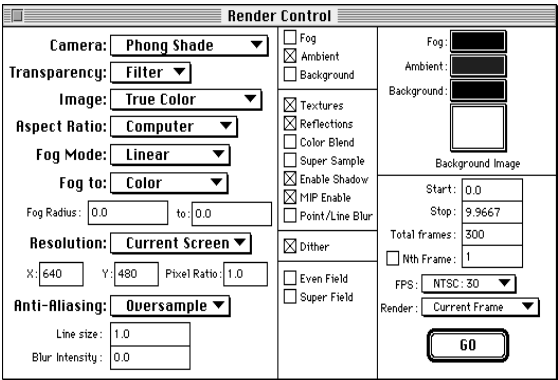 Render Control
Camera: Phong Shade
Transparency: Filter
Image: True Color
Aspect Ratio: Computer
Fog Mode: Linear
Fog to: Color
Fog Radius: 0.0 to: 0.0
Resolution: Current Screen
X: 640 Y: 480 Pixel Ratio: 1.0
Anti-Aliasing: Oversample
Line size: 1.0
Blur Intensity: 0.0
Fog
Ambient
Background
Textures
Reflections
Color Blend
Super Sample
Enable Shadow
MIP Enable
Point/Line Blur
Dither
Even Field
Super Field
Fog:
Ambient:
Background:
Background Image
Start: 0.0
Stop: 9.9667
Total frames: 300
Nth Frame: 1
FPS: NTSC: 30
Render: Current Frame
GO